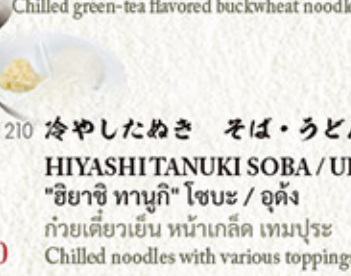 Chilled green-tea flavored buckwheat noodle
210 冷やしたぬき そば・うどん
HIYASHI TANUKI SOBA / U
"ฮิยาชิ ทานูกิ" โซบะ / อุด้ง
ก๋วยเตี๋ยวเย็น หน้าเกล็ด เทมปุระ
0 Chilled noodles with various topping